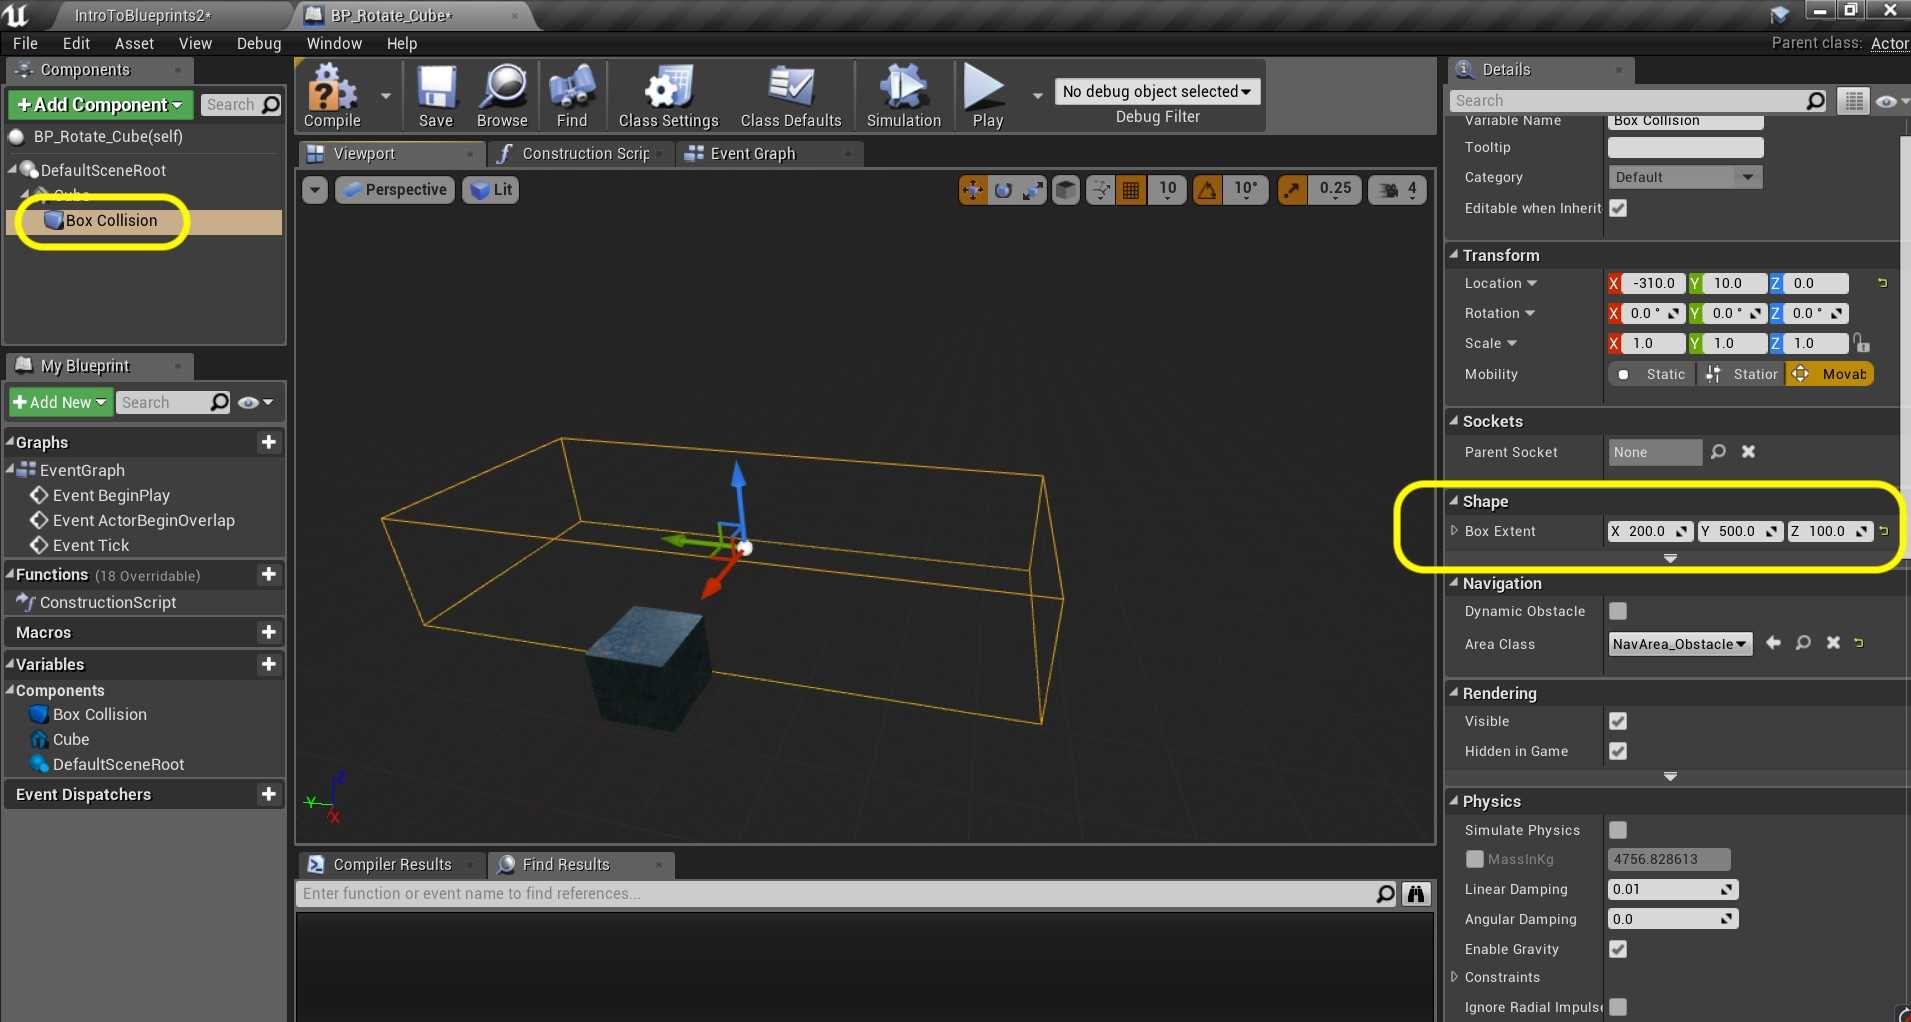 IntroToBlueprints2*
BP_Rotate_Cube*
File Edit Asset View Debug Window Help
Parent class: Actor
Components
+Add Component
Search
BP_Rotate_Cube(self)
DefaultSceneRoot
Cube
Box Collision
My Blueprint
+Add New
Search
Graphs
EventGraph
Event BeginPlay
Event ActorBeginOverlap
Event Tick
Functions (18 Overridable)
ConstructionScript
Macros
Variables
Components
Box Collision
Cube
DefaultSceneRoot
Event Dispatchers
Compile Save Browse Find Class Settings Class Defaults Simulation Play
No debug object selected
Debug Filter
Viewport Construction Scrip Event Graph
Perspective Lit 10 10° 0.25 4
Z
Y
X
Compiler Results Find Results
Enter function or event name to find references...
Details
Search
Variable Name Box Collision
Tooltip
Category Default
Editable when Inherit
Transform
Location X -310.0 Y 10.0 Z 0.0
Rotation X 0.0 ° Y 0.0 ° Z 0.0 °
Scale X 1.0 Y 1.0 Z 1.0
Mobility Static Station Movab
Sockets
Parent Socket None
Shape
Box Extent X 200.0 Y 500.0 Z 100.0
Navigation
Dynamic Obstacle
Area Class NavArea_Obstacle
Rendering
Visible
Hidden in Game
Physics
Simulate Physics
MassInKg 4756.828613
Linear Damping 0.01
Angular Damping 0.0
Enable Gravity
Constraints
Ignore Radial Impulse